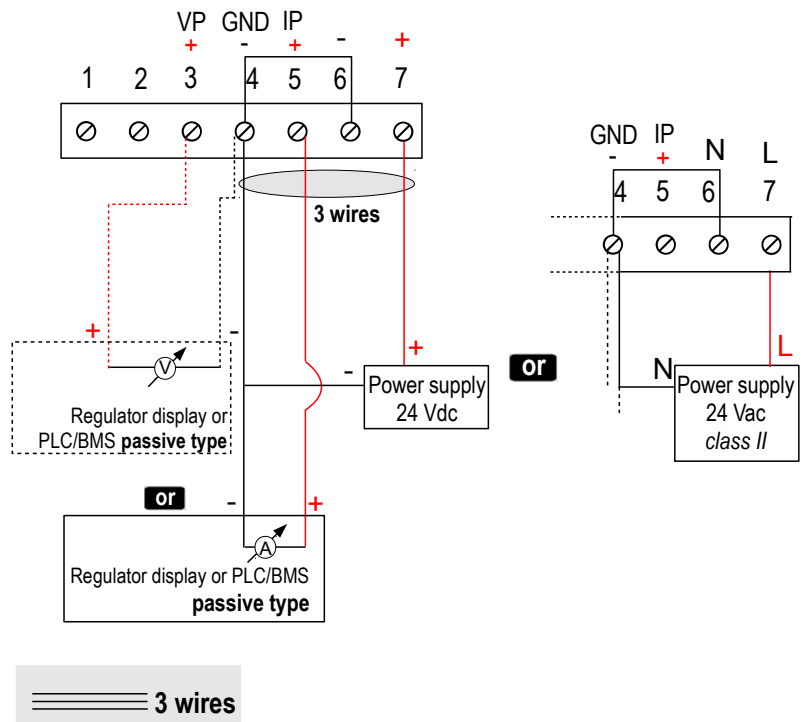 VP GND IP
+ - + - +
1 2 3 4 5 6 7
3 wires
+ -
V
Regulator display or
PLC/BMS passive type
- +
Power supply
24 Vdc
or
- +
A
Regulator display or PLC/BMS
passive type
or
GND IP N L
- +
4 5 6 7
N L
Power supply
24 Vac
class II
3 wires